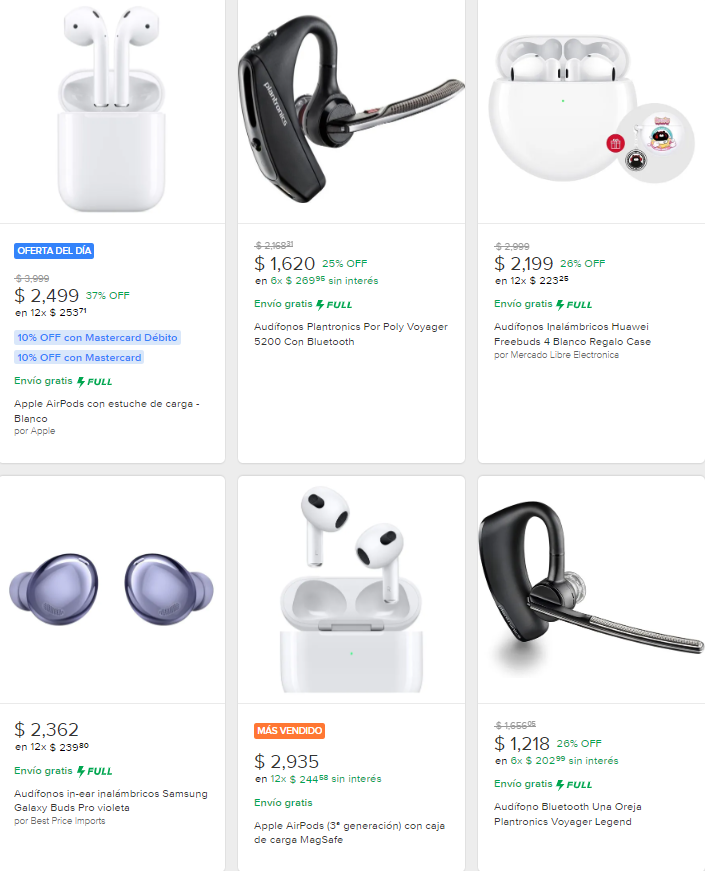 plantronics
OFERTA DEL DÍA
$ 3,999
$ 2,499 37% OFF
en 12x $ 253 71
10% OFF con Mastercard Débito
10% OFF con Mastercard
Envío gratis FULL
Apple AirPods con estuche de carga -
Blanco
por Apple
$ 2,168 31
$ 1,620 25% OFF
en 6x $ 269 95 sin interés
Envío gratis FULL
Audífonos Plantronics Por Poly Voyager
5200 Con Bluetooth
$ 2,999
$ 2,199 26% OFF
en 12x $ 223 25
Envío gratis FULL
Audífonos Inalámbricos Huawei
Freebuds 4 Blanco Regalo Case
por Mercado Libre Electronica
$ 2,362
en 12x $ 239 80
Envío gratis FULL
Audífonos in-ear inalámbricos Samsung
Galaxy Buds Pro violeta
por Best Price Imports
MÁS VENDIDO
$ 2,935
en 12x $ 244 58 sin interés
Envío gratis
Apple AirPods (3ª generación) con caja
de carga MagSafe
$ 1,656 05
$ 1,218 26% OFF
en 6x $ 202 99 sin interés
Envío gratis FULL
Audífono Bluetooth Una Oreja
Plantronics Voyager Legend